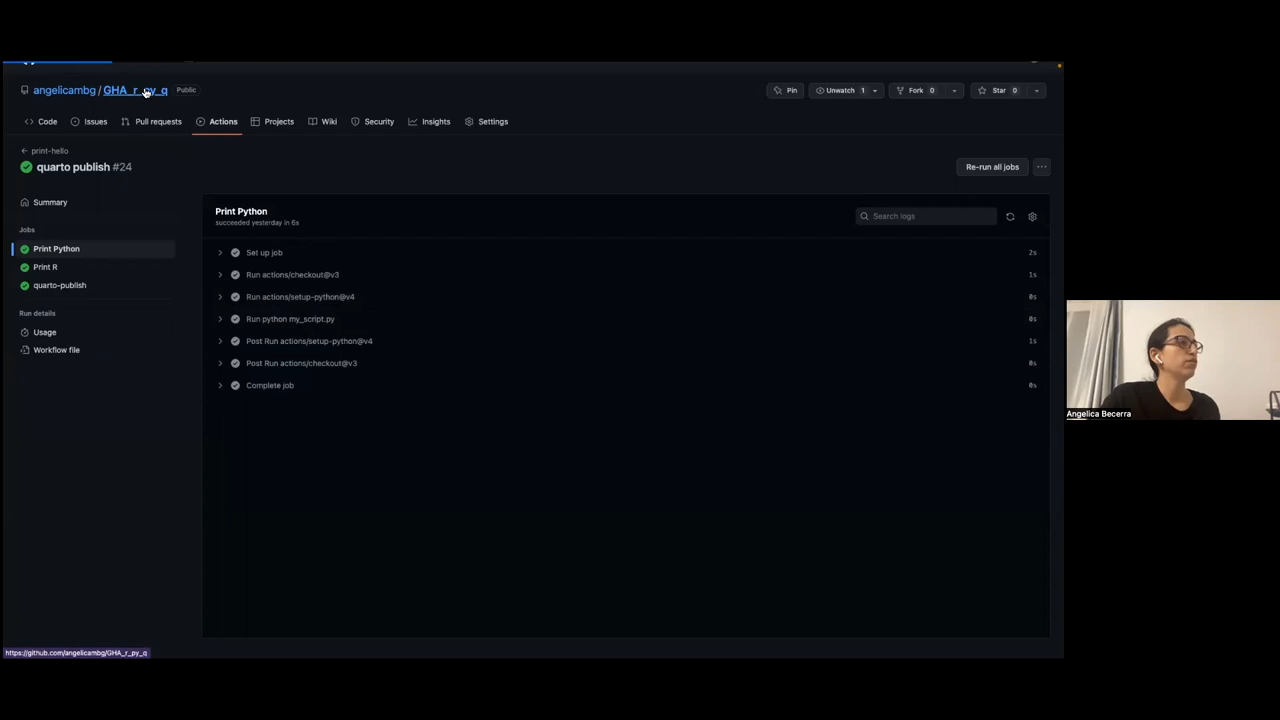 angelicambg / GHA_r_py_q Public
Pin Unwatch 1 Fork 0 Star 0
Code Issues Pull requests Actions Projects Wiki Security Insights Settings
← print-hello
quarto publish #24
Re-run all jobs ...
Summary
Jobs
Print Python
Print R
quarto-publish
Run details
Usage
Workflow file
Print Python
succeeded yesterday in 6s
Search logs
Set up job 2s
Run actions/checkout@v3 1s
Run actions/setup-python@v4 0s
Run python my_script.py 0s
Post Run actions/setup-python@v4 1s
Post Run actions/checkout@v3 0s
Complete job 0s
Angelica Becerra
https://github.com/angelicambg/GHA_r_py_q